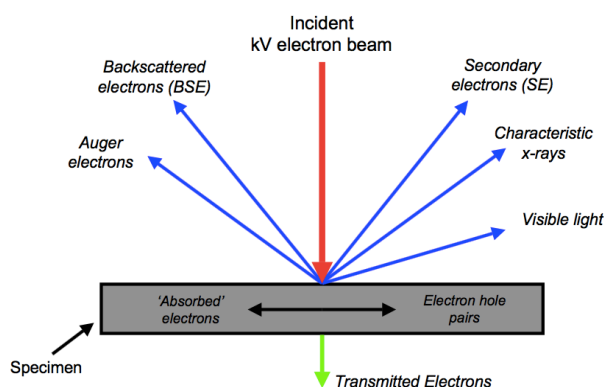 Incident
kV electron beam
Backscattered
electrons (BSE)
Secondary
electrons (SE)
Auger
electrons
Characteristic
x-rays
Visible light
‘Absorbed’
electrons
Electron hole
pairs
Specimen
Transmitted Electrons